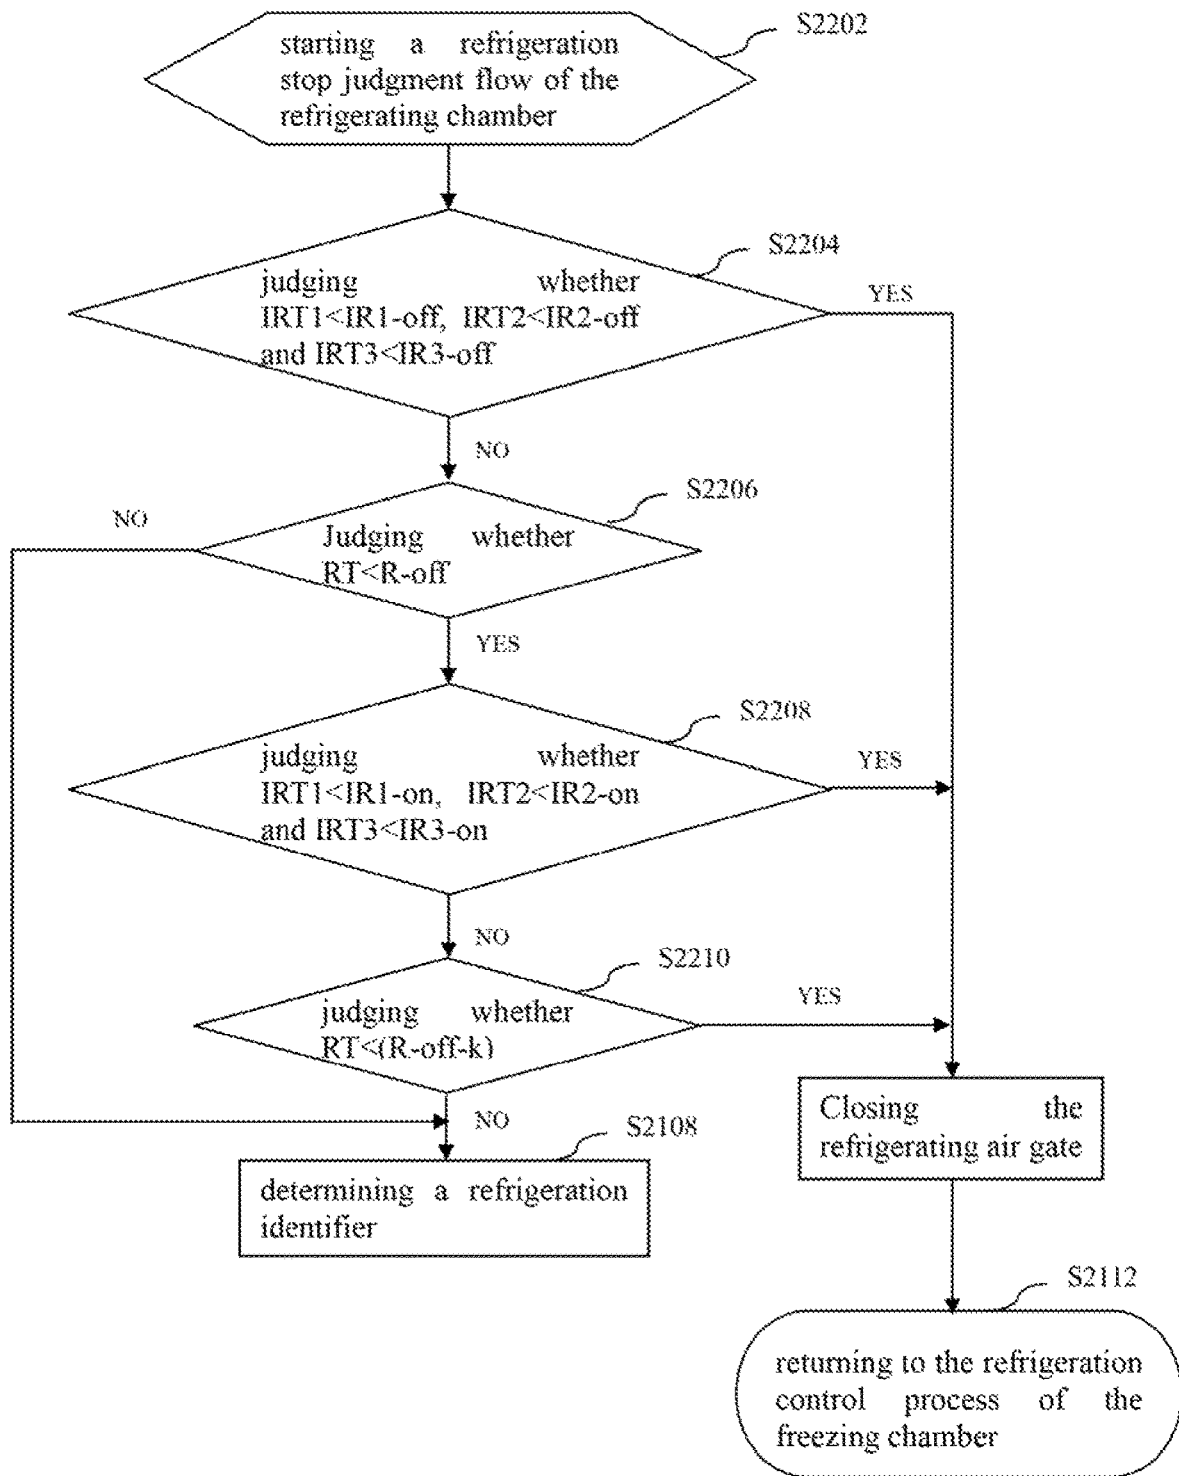 S2202
starting a refrigeration
stop judgment flow of the
refrigerating chamber
S2204
judging whether
IRT1<IR1-off, IRT2<IR2-off
and IRT3<IR3-off
YES
NO
S2206
NO
Judging whether
RT<R-off
YES
S2208
judging whether
IRT1<IR1-on, IRT2<IR2-on
and IRT3<IR3-on
YES
NO
S2210
judging whether
RT<(R-off-k)
YES
NO
S2108
determining a refrigeration
identifier
Closing the
refrigerating air gate
S2112
returning to the refrigeration
control process of the
freezing chamber